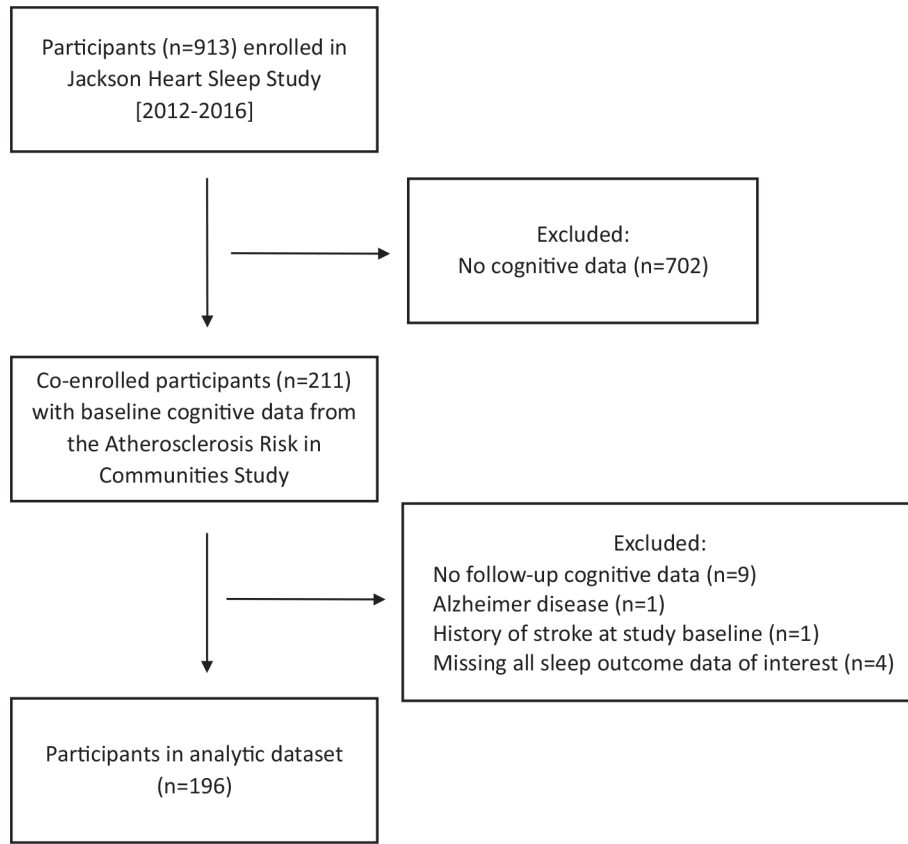 Participants (n=913) enrolled in
Jackson Heart Sleep Study
[2012-2016]
Excluded:
No cognitive data (n=702)
Co-enrolled participants (n=211)
with baseline cognitive data from
the Atherosclerosis Risk in
Communities Study
Excluded:
No follow-up cognitive data (n=9)
Alzheimer disease (n=1)
History of stroke at study baseline (n=1)
Missing all sleep outcome data of interest (n=4)
Participants in analytic dataset
(n=196)